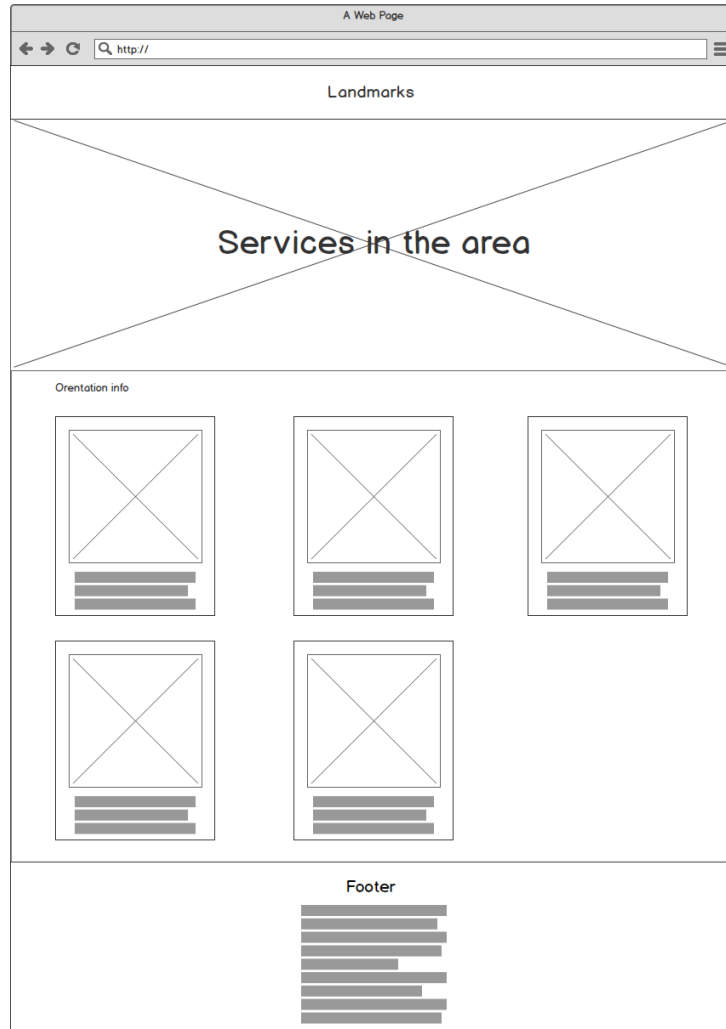 A Web Page
http://
Landmarks
Services in the area
Orentation info
Footer